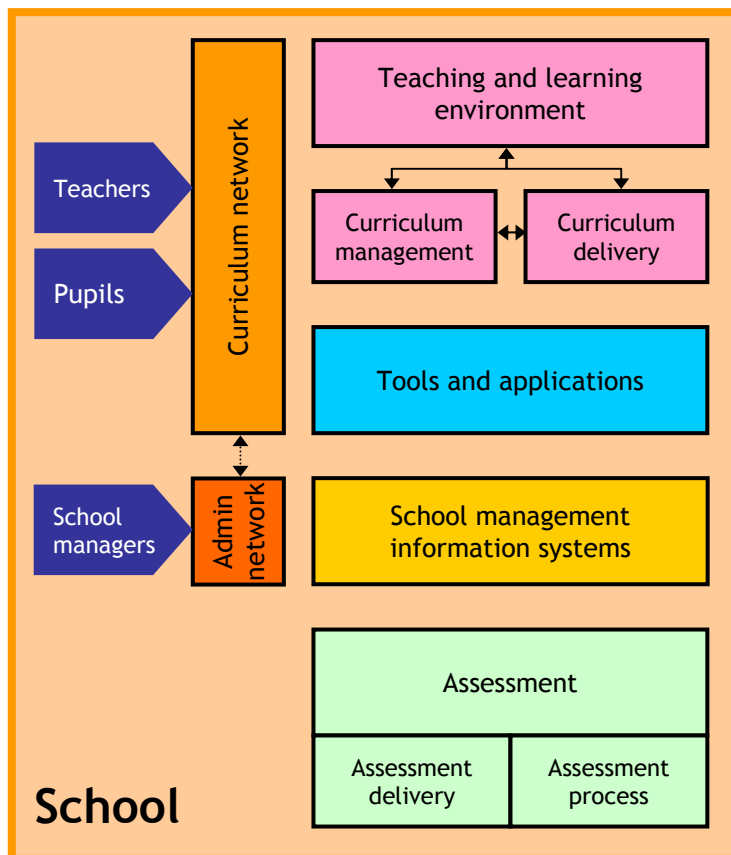 Teaching and learning
environment
Curriculum network
Teachers
Curriculum
management
Curriculum
delivery
Pupils
Tools and applications
School
managers
Admin
network
School management
information systems
Assessment
Assessment
delivery
Assessment
process
School